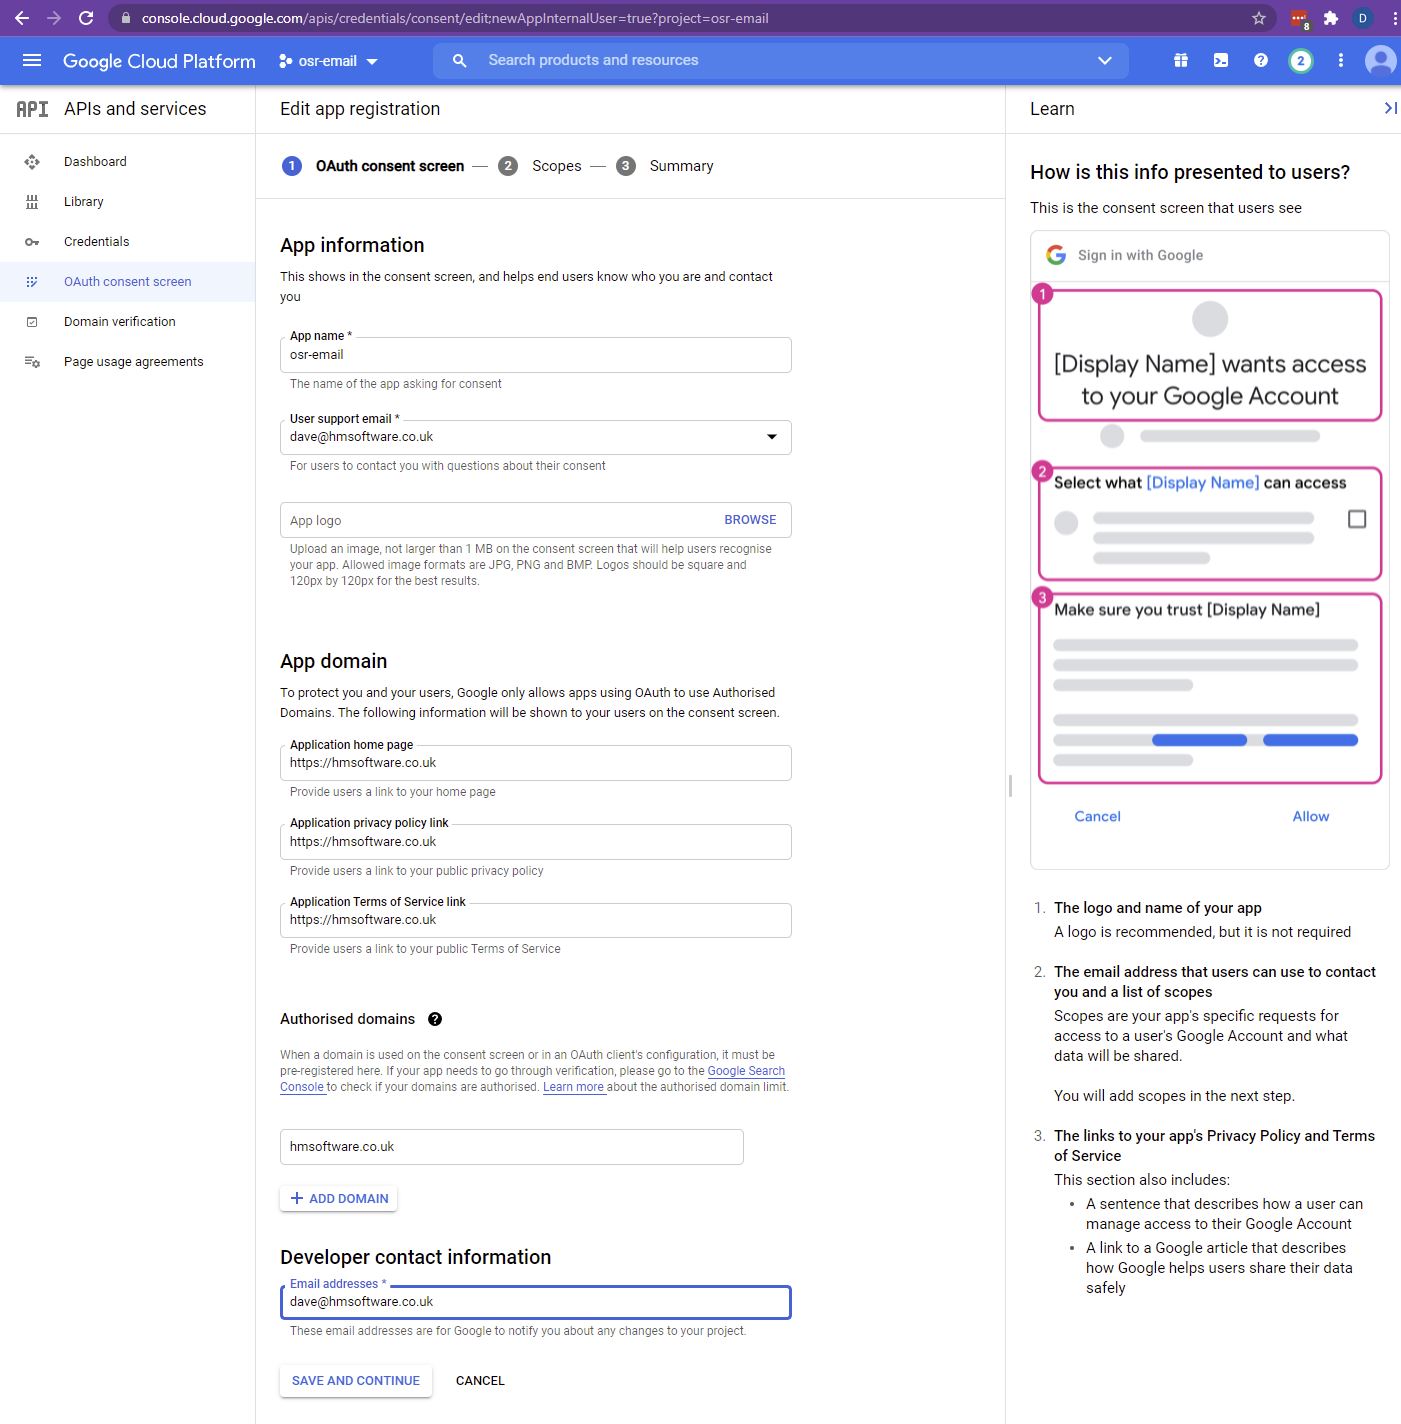 console.cloud.google.com/apis/credentials/consent/edit;newAppInternalUser=true?project=osr-email
8
D
Google Cloud Platform
osr-email
Search products and resources
2
API APIs and services
Dashboard
Library
Credentials
OAuth consent screen
Domain verification
Page usage agreements
Edit app registration
1 OAuth consent screen — 2 Scopes — 3 Summary
App information
This shows in the consent screen, and helps end users know who you are and contact
you
App name *
osr-email
The name of the app asking for consent
User support email *
dave@hmsoftware.co.uk
For users to contact you with questions about their consent
App logo
BROWSE
Upload an image, not larger than 1 MB on the consent screen that will help users recognise
your app. Allowed image formats are JPG, PNG and BMP. Logos should be square and
120px by 120px for the best results.
App domain
To protect you and your users, Google only allows apps using OAuth to use Authorised
Domains. The following information will be shown to your users on the consent screen.
Application home page
https://hmsoftware.co.uk
Provide users a link to your home page
Application privacy policy link
https://hmsoftware.co.uk
Provide users a link to your public privacy policy
Application Terms of Service link
https://hmsoftware.co.uk
Provide users a link to your public Terms of Service
Authorised domains ?
When a domain is used on the consent screen or in an OAuth client's configuration, it must be
pre-registered here. If your app needs to go through verification, please go to the Google Search
Console to check if your domains are authorised. Learn more about the authorised domain limit.
hmsoftware.co.uk
+ ADD DOMAIN
Developer contact information
Email addresses *
dave@hmsoftware.co.uk
These email addresses are for Google to notify you about any changes to your project.
SAVE AND CONTINUE
CANCEL
Learn
How is this info presented to users?
This is the consent screen that users see
G Sign in with Google
1
[Display Name] wants access
to your Google Account
2
Select what [Display Name] can access
3
Make sure you trust [Display Name]
Cancel
Allow
1. The logo and name of your app
A logo is recommended, but it is not required
2. The email address that users can use to contact
you and a list of scopes
Scopes are your app's specific requests for
access to a user's Google Account and what
data will be shared.
You will add scopes in the next step.
3. The links to your app's Privacy Policy and Terms
of Service
This section also includes:
• A sentence that describes how a user can
manage access to their Google Account
• A link to a Google article that describes
how Google helps users share their data
safely